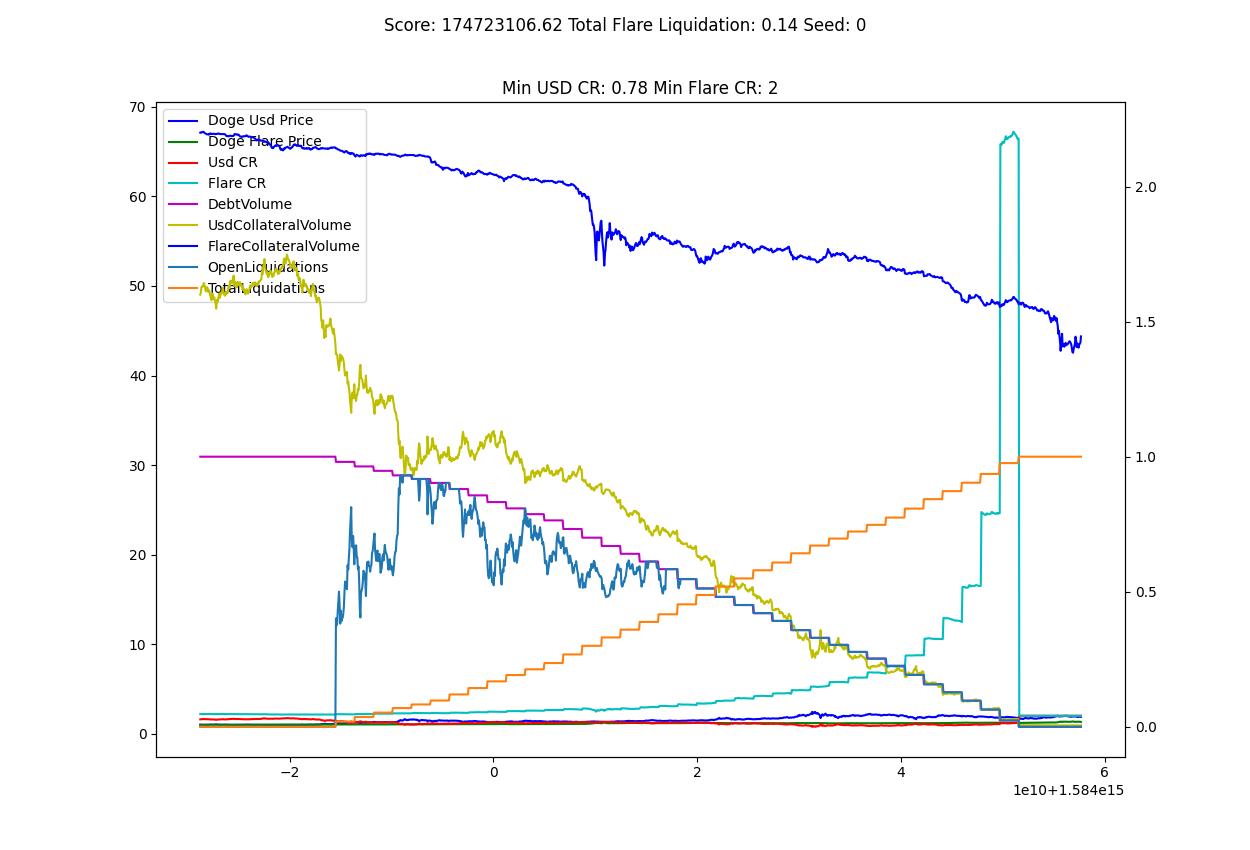 Score: 174723106.62 Total Flare Liquidation: 0.14 Seed: 0
Min USD CR: 0.78 Min Flare CR: 2
70
60
50
40
30
20
10
0
Doge Usd Price
Doge Flare Price
Usd CR
Flare CR
DebtVolume
UsdCollateralVolume
FlareCollateralVolume
OpenLiquidations
TotalLiquidations
2.0
1.5
1.0
0.5
0.0
−2
0
2
4
6
1e10+1.584e15